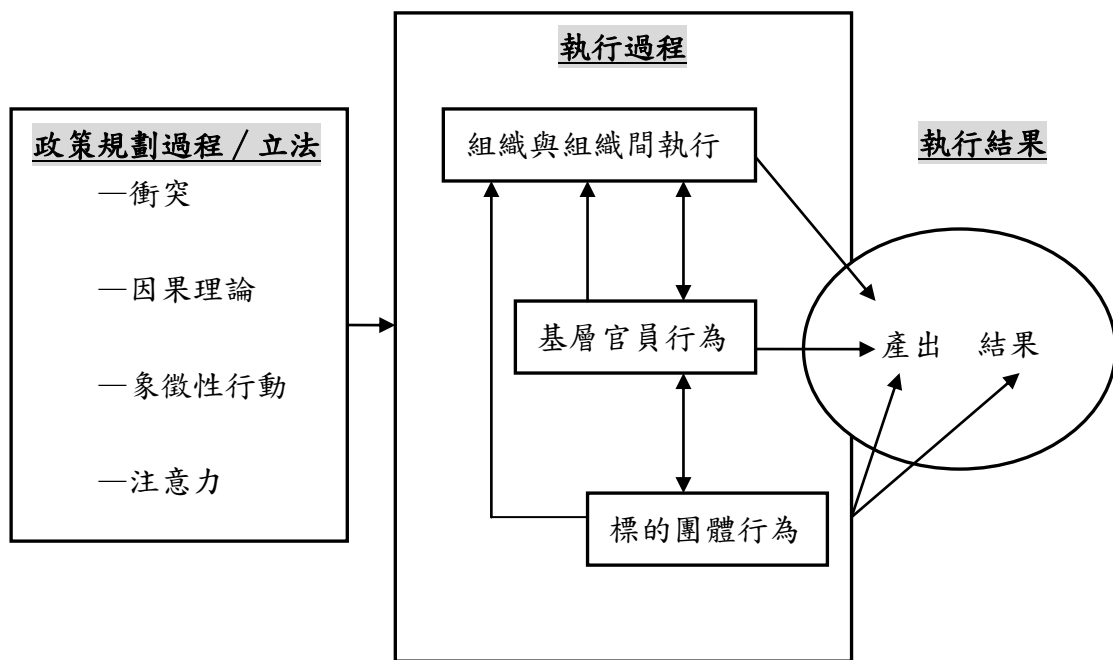 政策規劃過程／立法
—衝突
—因果理論
—象徵性行動
—注意力
執行過程
組織與組織間執行
基層官員行為
標的團體行為
執行結果
產出 結果